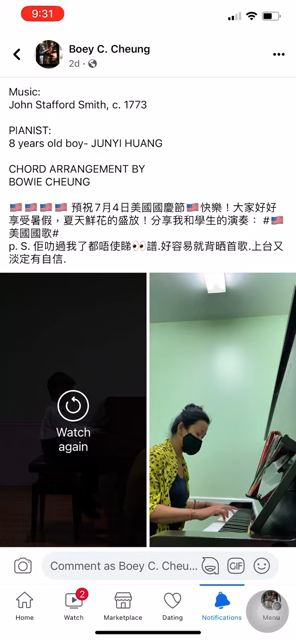 9:31
Boey C. Cheung
2d ·
Music:
John Stafford Smith, c. 1773
PIANIST:
8 years old boy- JUNYI HUANG
CHORD ARRANGEMENT BY
BOWIE CHEUNG
🇺🇸🇺🇸🇺🇸🇺🇸 預祝7月4日美國國慶節🇺🇸快樂！大家好好
享受暑假，夏天鮮花的盛放！分享我和學生的演奏： #🇺🇸
美國國歌#
p. S. 佢叻過我了都唔使睇👀譜.好容易就背晒首歌.上台又
淡定有自信.
Watch
again
Comment as Boey C. Cheu...
GIF
2
Home
Watch
Marketplace
Dating
Notifications
Menu